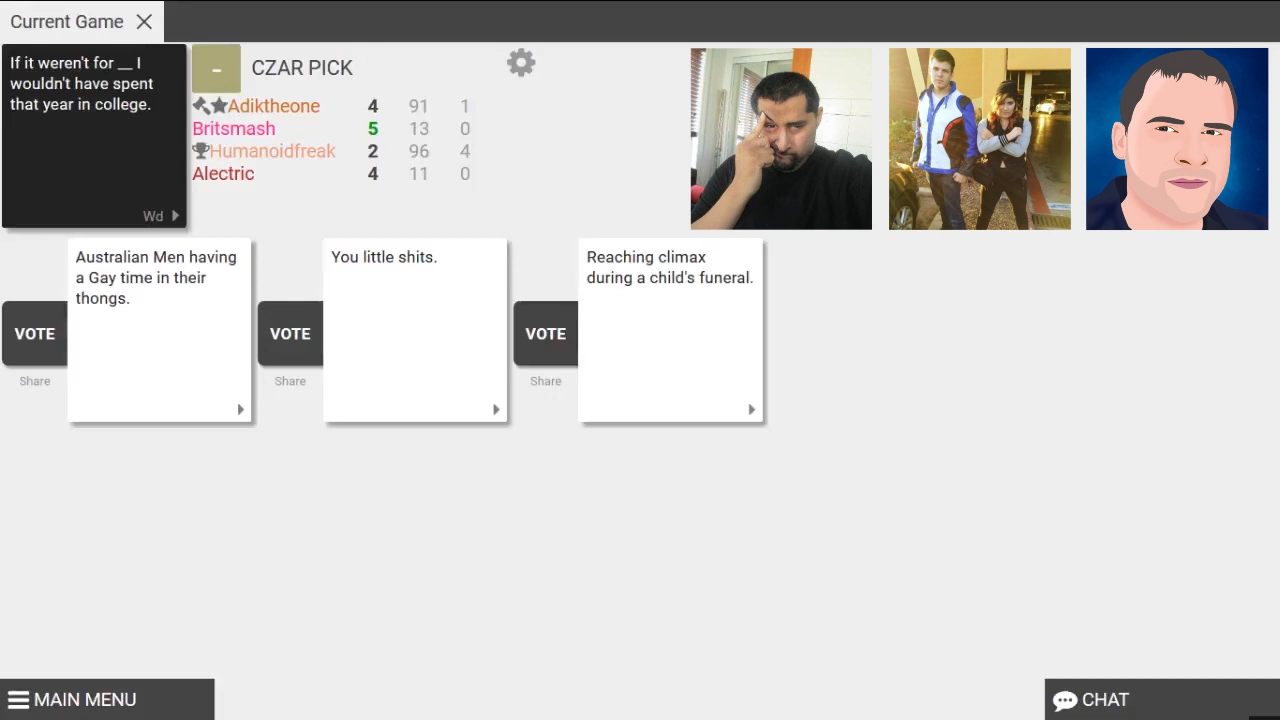 Current Game
If it weren't for __ I
wouldn't have spent
that year in college.
Wd
-
CZAR PICK
Adiktheone 4 91 1
Britsmash 5 13 0
Humanoidfreak 2 96 4
Alectric 4 11 0
VOTE
Share
Australian Men having
a Gay time in their
thongs.
VOTE
Share
You little shits.
VOTE
Share
Reaching climax
during a child's funeral.
MAIN MENU
CHAT